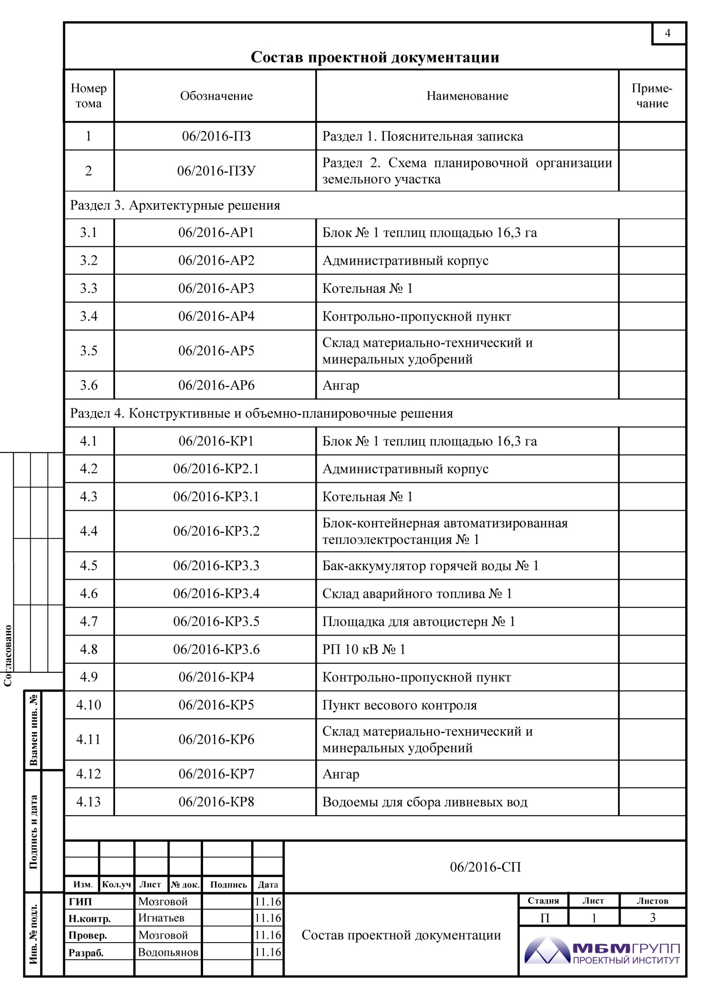 4
Состав проектной документации
Номер тома
Обозначение
Наименование
Приме-
чание
1
06/2016-ПЗ
Раздел 1. Пояснительная записка
2
06/2016-ПЗУ
Раздел 2. Схема планировочной организации
земельного участка
Раздел 3. Архитектурные решения
3.1
06/2016-АР1
Блок № 1 теплиц площадью 16,3 га
3.2
06/2016-АР2
Административный корпус
3.3
06/2016-АР3
Котельная № 1
3.4
06/2016-АР4
Контрольно-пропускной пункт
3.5
06/2016-АР5
Склад материально-технический и
минеральных удобрений
3.6
06/2016-АР6
Ангар
Раздел 4. Конструктивные и объемно-планировочные решения
4.1
06/2016-КР1
Блок № 1 теплиц площадью 16,3 га
4.2
06/2016-КР2.1
Административный корпус
4.3
06/2016-КР3.1
Котельная № 1
4.4
06/2016-КР3.2
Блок-контейнерная автоматизированная
теплоэлектростанция № 1
4.5
06/2016-КР3.3
Бак-аккумулятор горячей воды № 1
4.6
06/2016-КР3.4
Склад аварийного топлива № 1
4.7
06/2016-КР3.5
Площадка для автоцистерн № 1
4.8
06/2016-КР3.6
РП 10 кВ № 1
4.9
06/2016-КР4
Контрольно-пропускной пункт
4.10
06/2016-КР5
Пункт весового контроля
4.11
06/2016-КР6
Склад материально-технический и
минеральных удобрений
4.12
06/2016-КР7
Ангар
4.13
06/2016-КР8
Водоемы для сбора ливневых вод
Согласовано
Взамен инв. №
Подпись и дата
Инв. № подл.
06/2016-СП
Изм. Кол.уч Лист № док. Подпись Дата
ГИП Мозговой 11.16
Н.контр. Игнатьев 11.16
Провер. Мозговой 11.16
Разраб. Водопьянов 11.16
Состав проектной документации
Стадия Лист Листов
П 1 3
МБМГРУПП
ПРОЕКТНЫЙ ИНСТИТУТ